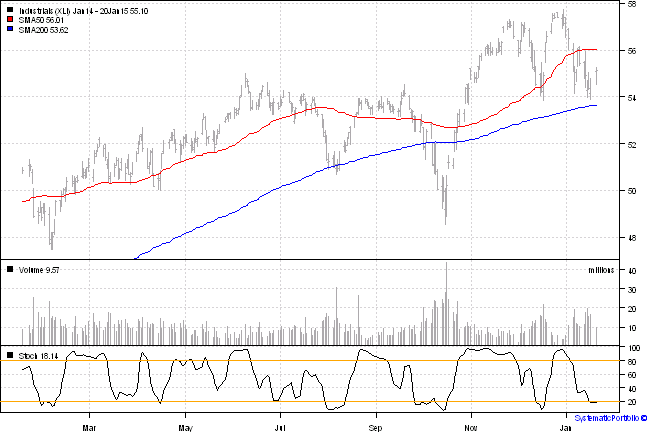 Industrials (XLI) Jan14 - 20Jan15 55.10
SMA50 56.01
SMA200 53.62
58
56
54
52
50
48
Volume 9.57
millions
40
30
20
10
Stoch 18.14
100
80
60
40
20
Mar May Jul Sep Nov Jan
SystematicPortfolio ©